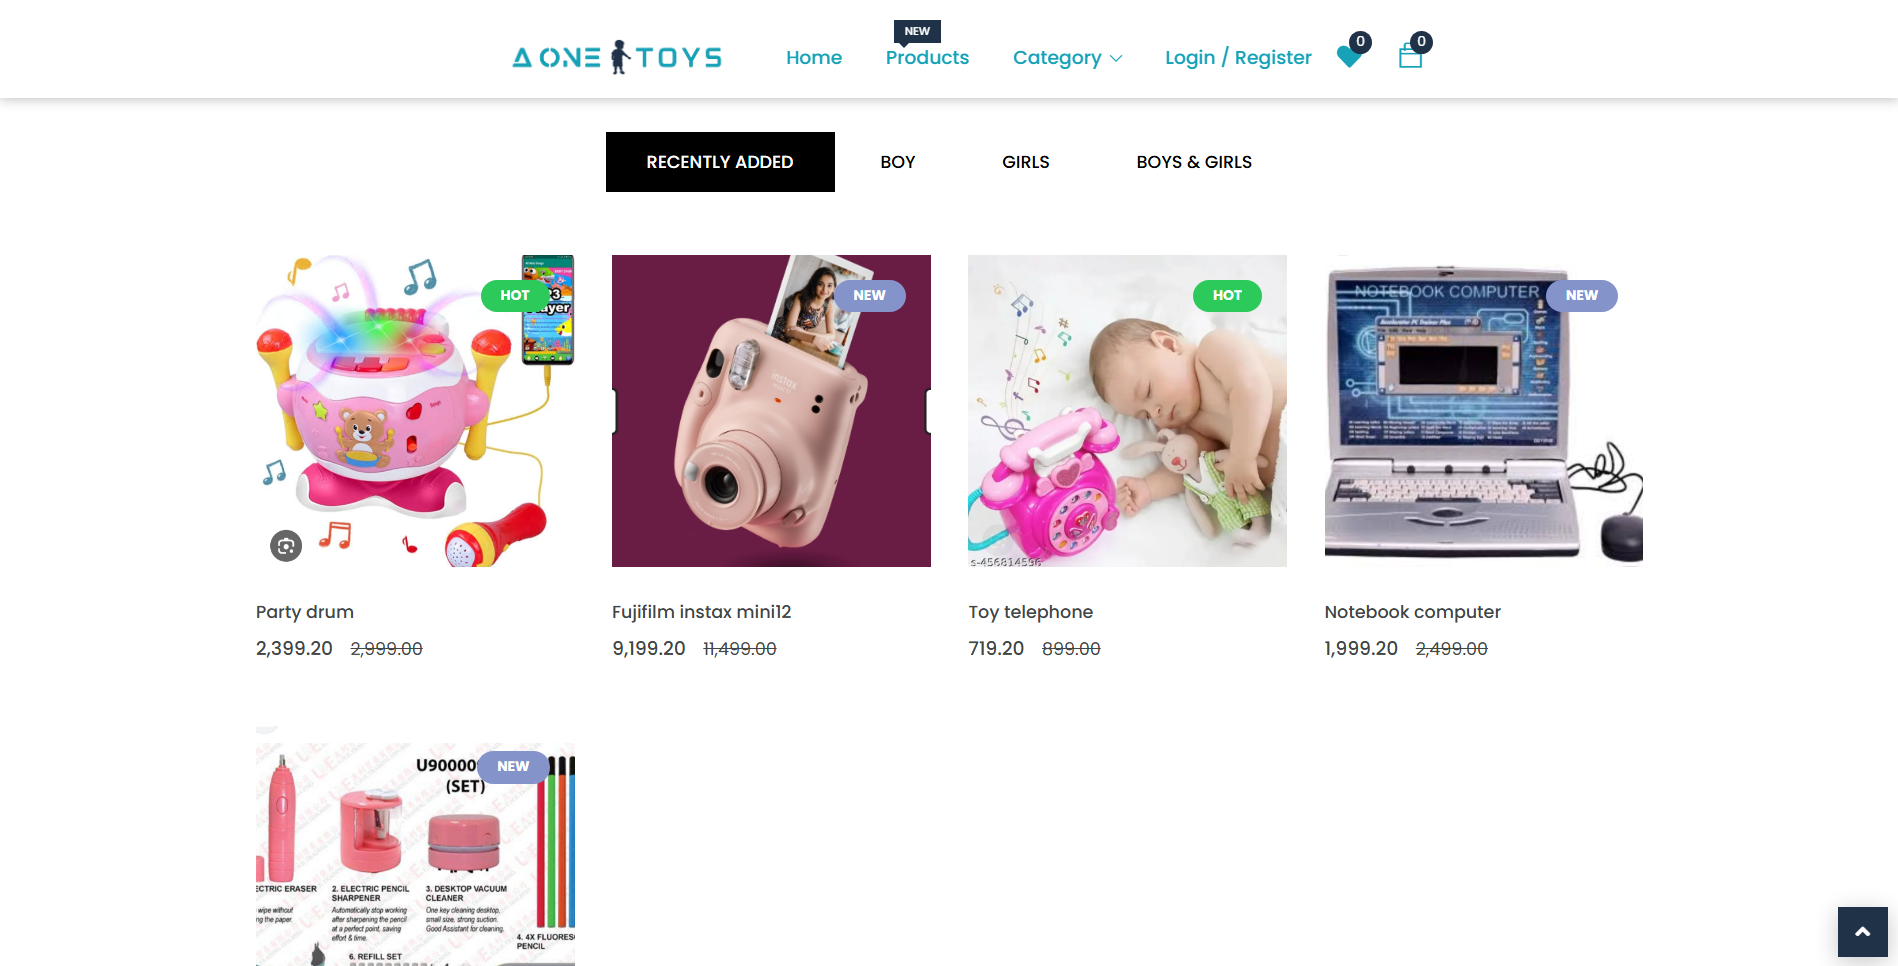 NEW
A ONE TOYS
Home
Products
Category
Login / Register
0
0
RECENTLY ADDED
BOY
GIRLS
BOYS & GIRLS
HOT
NEW
instax
HOT
s-456814596
NOTEBOOK COMPUTER
NEW
Accelerator PC Trainer Plus
Party drum
2,399.20 2,999.00
Fujifilm instax mini12
9,199.20 11,499.00
Toy telephone
719.20 899.00
Notebook computer
1,999.20 2,499.00
U90000
(SET)
NEW
ECTRIC ERASER
wipe without
ng the paper.
2. ELECTRIC PENCIL
SHARPENER
Automatically stop working
after sharpening the pencil
at a perfect point, saving
effort & time.
3. DESKTOP VACUUM
CLEANER
One key cleaning desktop,
small size, strong suction.
Good Assistant for cleaning.
4. 4X FLUORES
PENCIL
6. REFILL SET